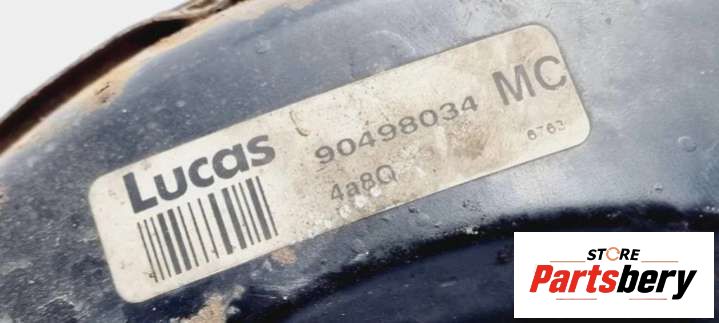 Lucas 90498034 MC
4a8Q 6763
STORE
Partsbery